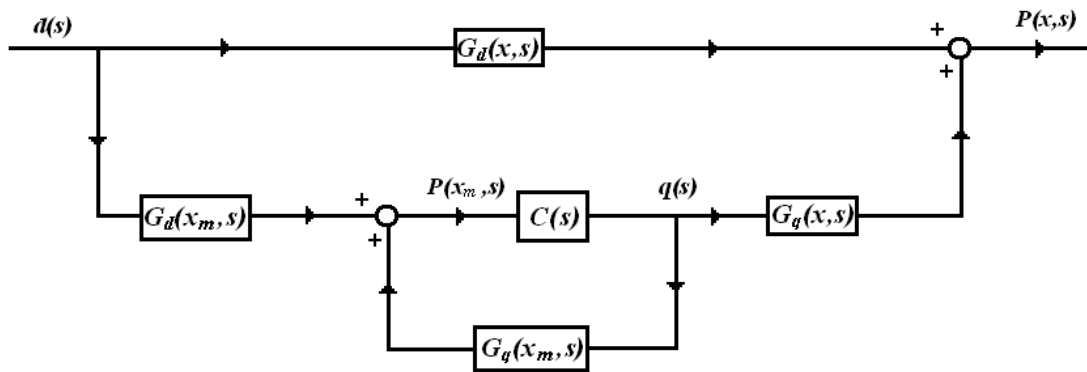 d(s)
P(x,s)
G_d(x,s)
+
+
P(x_m,s)
q(s)
+
G_d(x_m,s)
C(s)
G_q(x,s)
+
G_q(x_m,s)